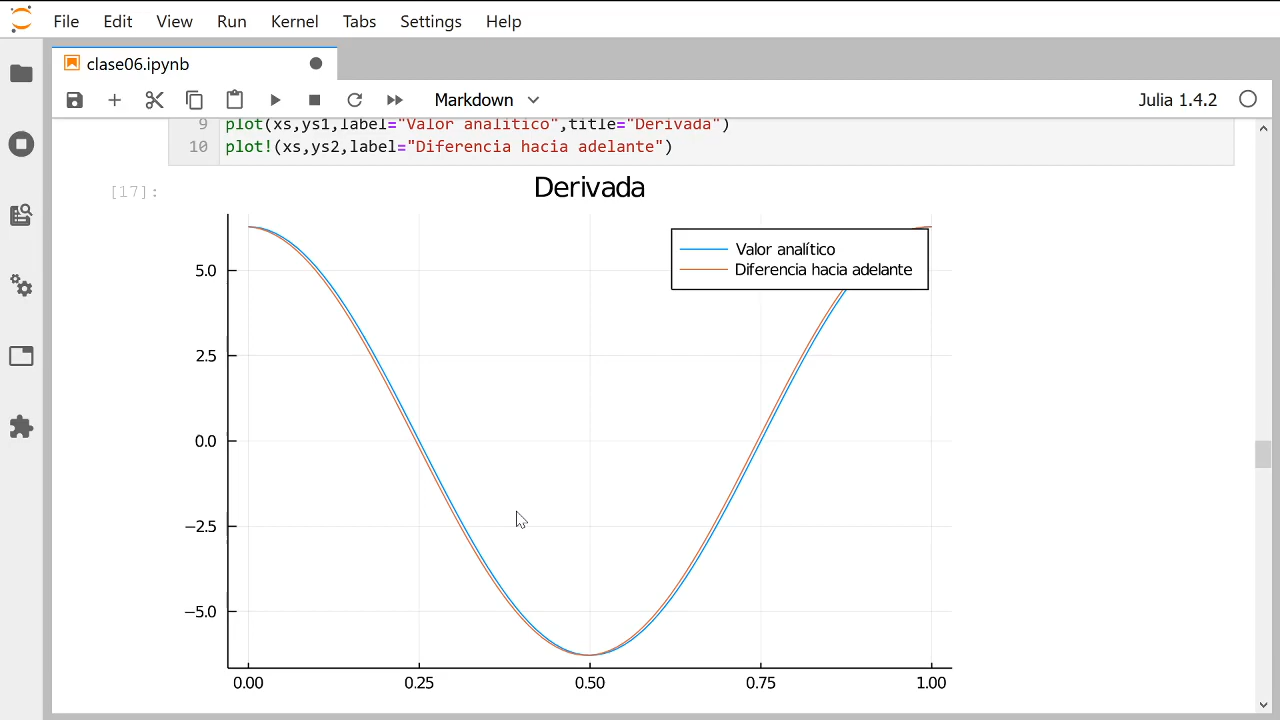 File Edit View Run Kernel Tabs Settings Help
clase06.ipynb
Markdown Julia 1.4.2
9 plot(xs,ys1,label="Valor analítico",title="Derivada")
10 plot!(xs,ys2,label="Diferencia hacia adelante")
[17]:
Derivada
Valor analítico
Diferencia hacia adelante
5.0
2.5
0.0
−2.5
−5.0
0.00 0.25 0.50 0.75 1.00